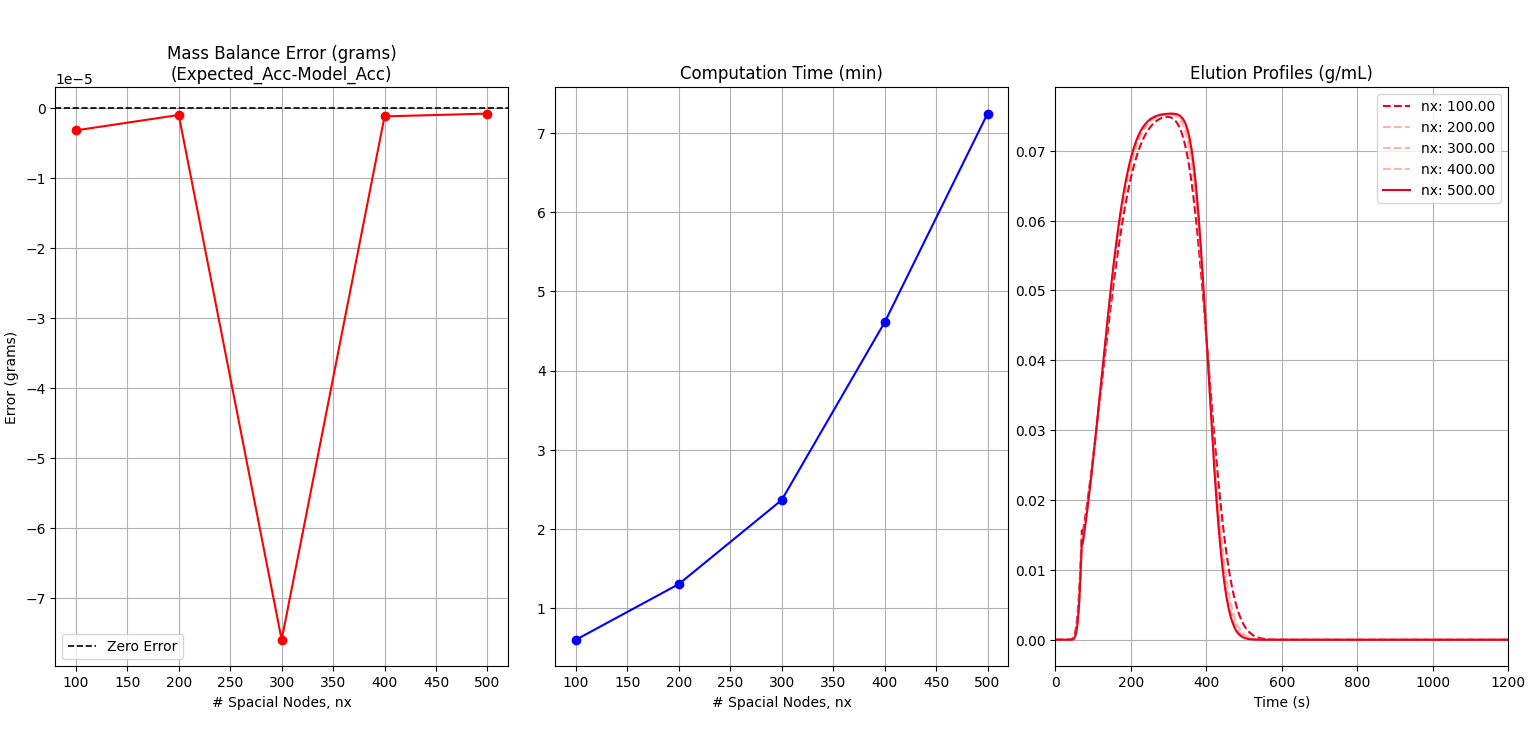 Mass Balance Error (grams)
(Expected_Acc-Model_Acc)
1e−5
0
−1
−2
−3
−4
−5
−6
−7
Error (grams)
Zero Error
100 150 200 250 300 350 400 450 500
# Spacial Nodes, nx
Computation Time (min)
7
6
5
4
3
2
1
100 150 200 250 300 350 400 450 500
# Spacial Nodes, nx
Elution Profiles (g/mL)
nx: 100.00
nx: 200.00
nx: 300.00
nx: 400.00
nx: 500.00
0.07
0.06
0.05
0.04
0.03
0.02
0.01
0.00
0 200 400 600 800 1000 1200
Time (s)